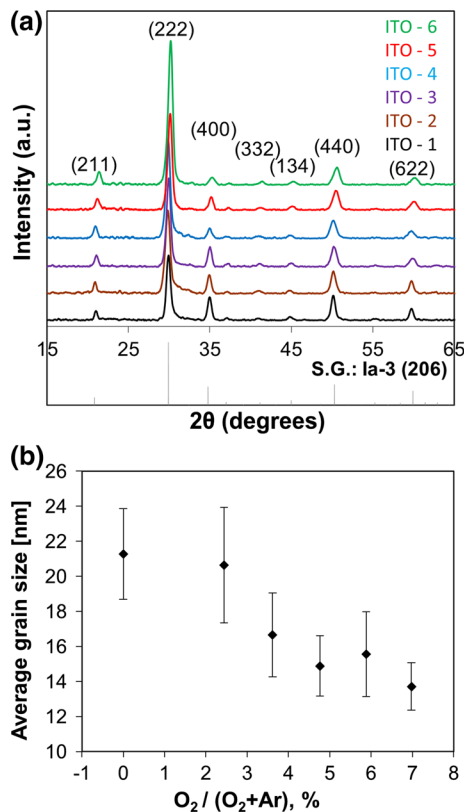 (a)
(222)
ITO - 6
ITO - 5
ITO - 4
ITO - 3
ITO - 2
ITO - 1
(400)
(332)
(134)
(440)
(211)
(622)
Intensity (a.u.)
15 25 35 45 55 65
S.G.: Ia-3 (206)
2θ (degrees)
(b)
26
24
22
20
18
16
14
12
10
Average grain size [nm]
-1 0 1 2 3 4 5 6 7 8
O₂ / (O₂+Ar), %